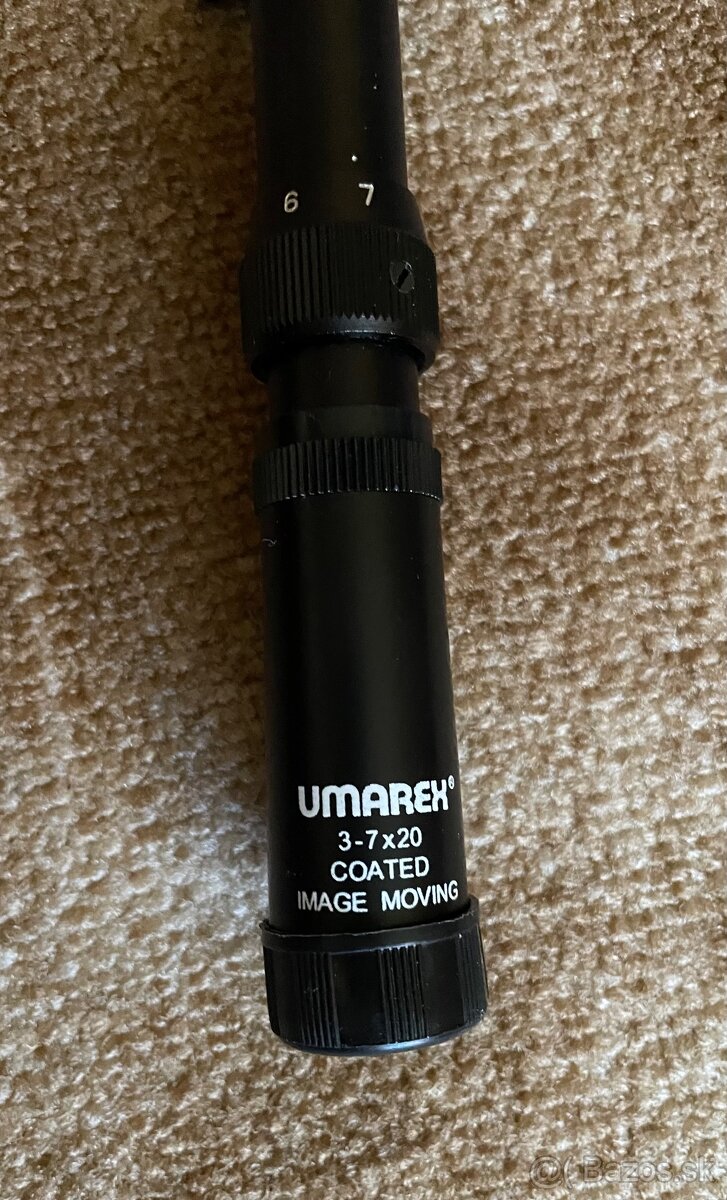 6 7
UMAREX®
3-7x20
COATED
IMAGE MOVING
Bazos.sk